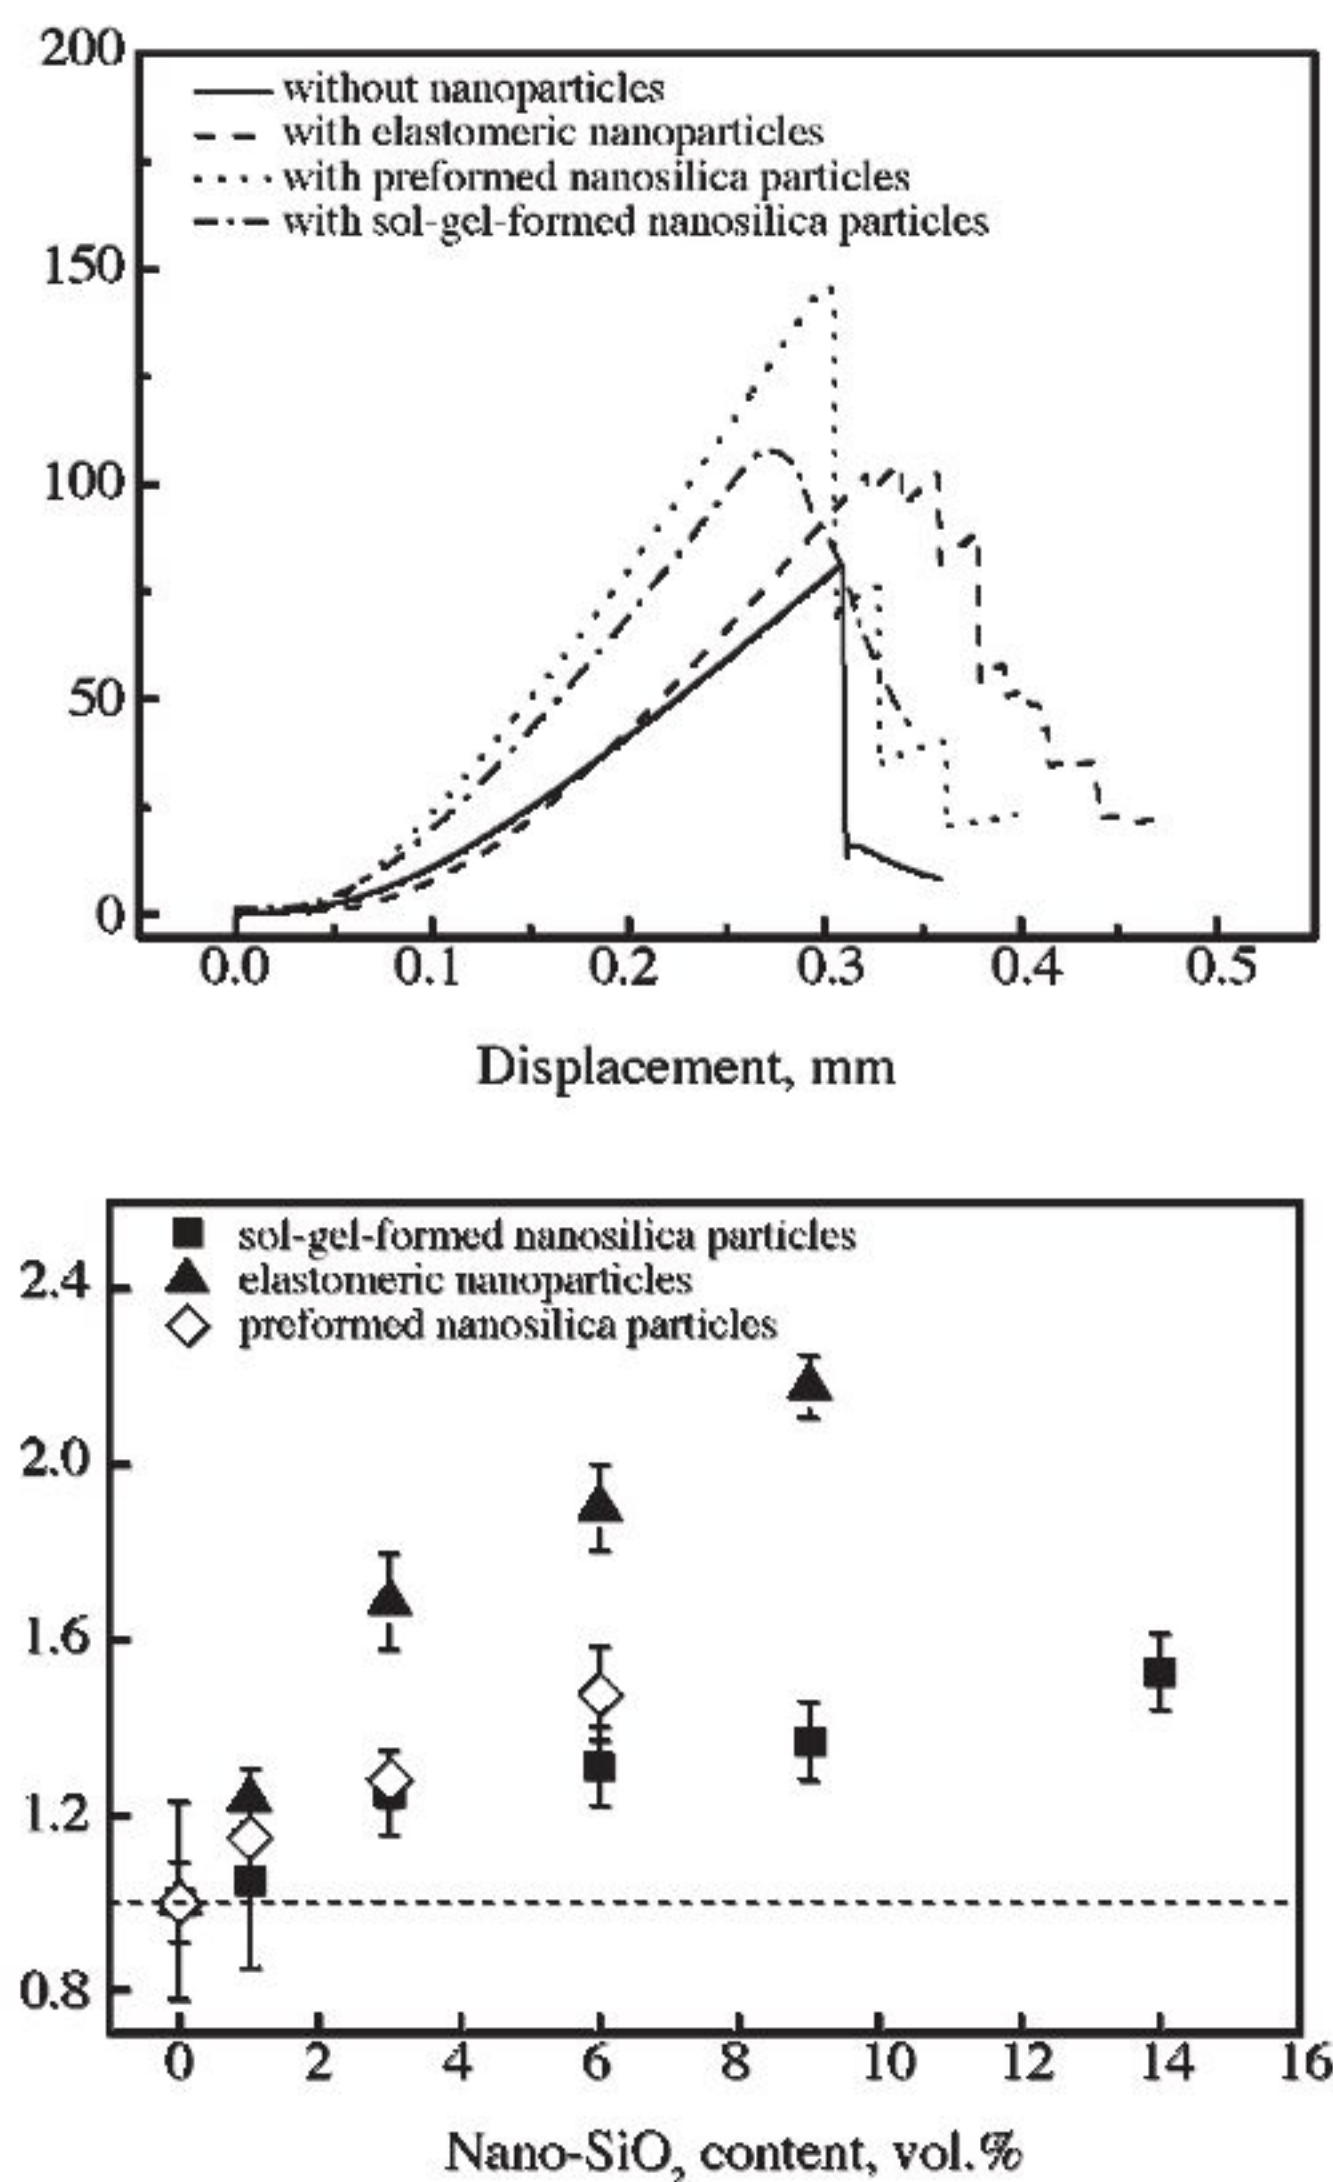 200
without nanoparticles
with elastomeric nanoparticles
with preformed nanosilica particles
with sol-gel-formed nanosilica particles
150
100
50
0
0.0 0.1 0.2 0.3 0.4 0.5
Displacement, mm
sol-gel-formed nanosilica particles
2.4 elastomeric nanoparticles
preformed nanosilica particles
2.0
1.6
1.2
0.8
0 2 4 6 8 10 12 14 16
Nano-SiO₂ content, vol.%